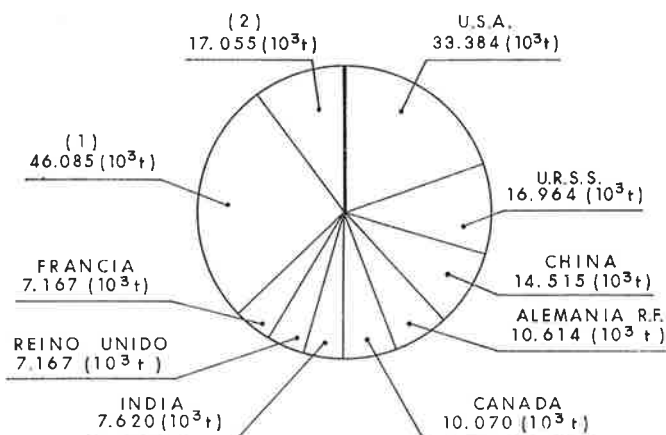 (2)
17.055 (10³t)
U.S.A.
33.384 (10³t)
(1)
46.085 (10³t)
U.R.S.S.
16.964 (10³t)
FRANCIA
7.167 (10³t)
CHINA
14.515 (10³t)
REINO UNIDO
7.167 (10³t)
ALEMANIA R.F.
10.614 (10³t)
INDIA
7.620 (10³t)
CANADA
10.070 (10³t)